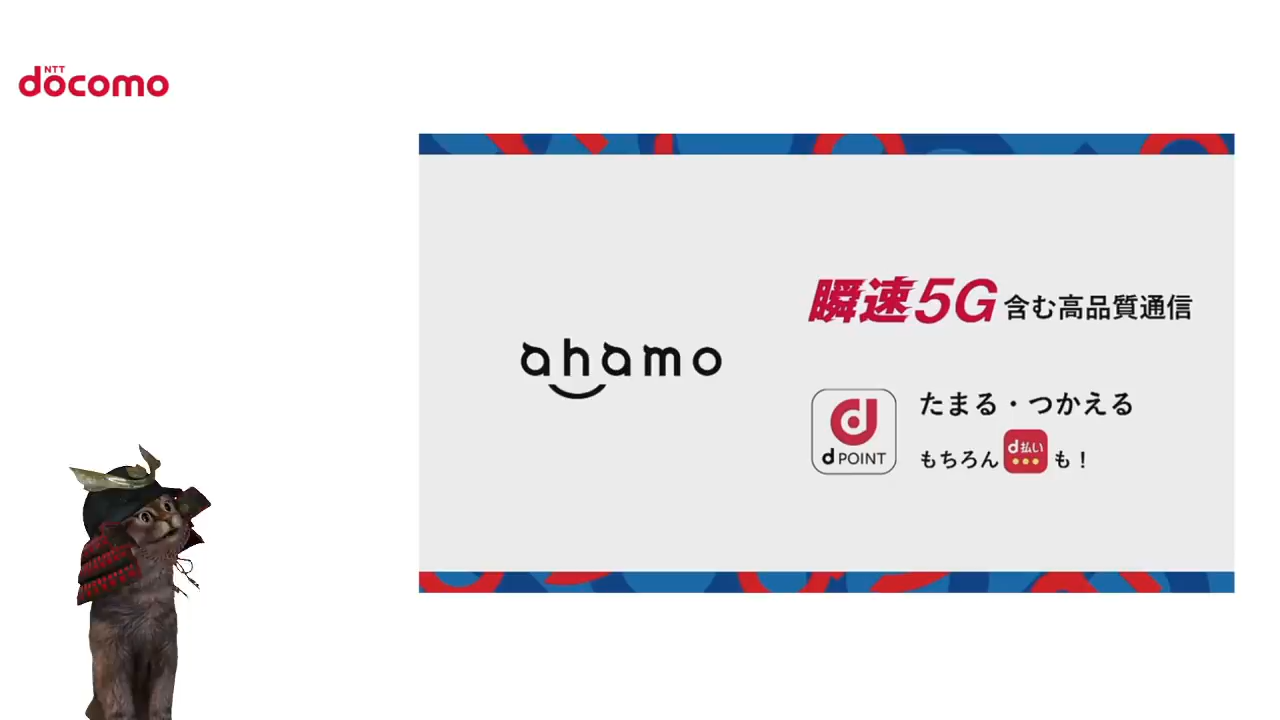 NTT
docomo
ahamo
瞬速5G 含む高品質通信
d POINT
たまる・つかえる
もちろん d払い も！